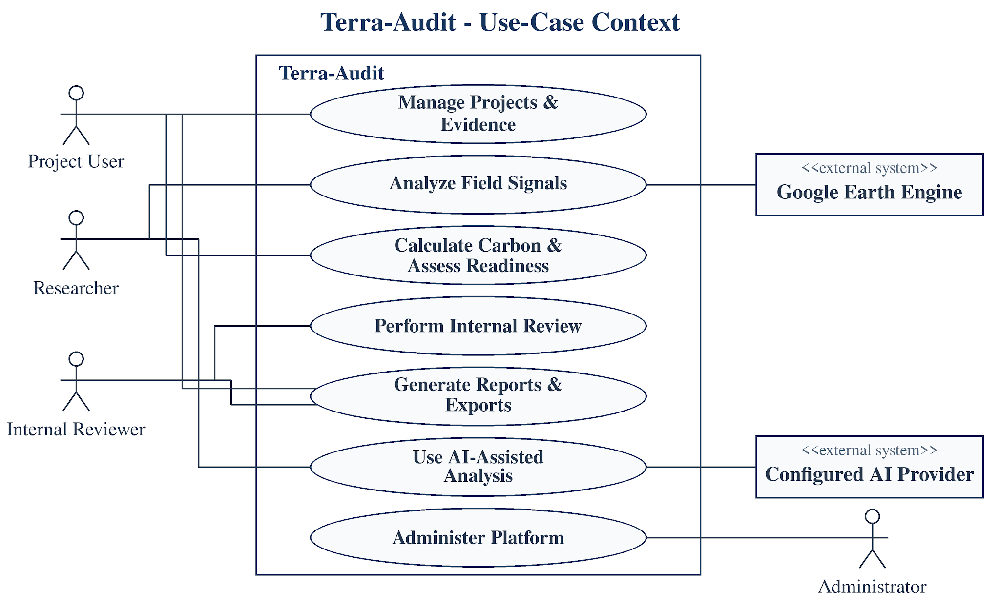 Terra-Audit - Use-Case Context
Terra-Audit
Manage Projects &
Evidence
Project User
Analyze Field Signals
<<external system>>
Google Earth Engine
Calculate Carbon &
Assess Readiness
Researcher
Perform Internal Review
Generate Reports &
Exports
Internal Reviewer
Use AI-Assisted
Analysis
<<external system>>
Configured AI Provider
Administer Platform
Administrator